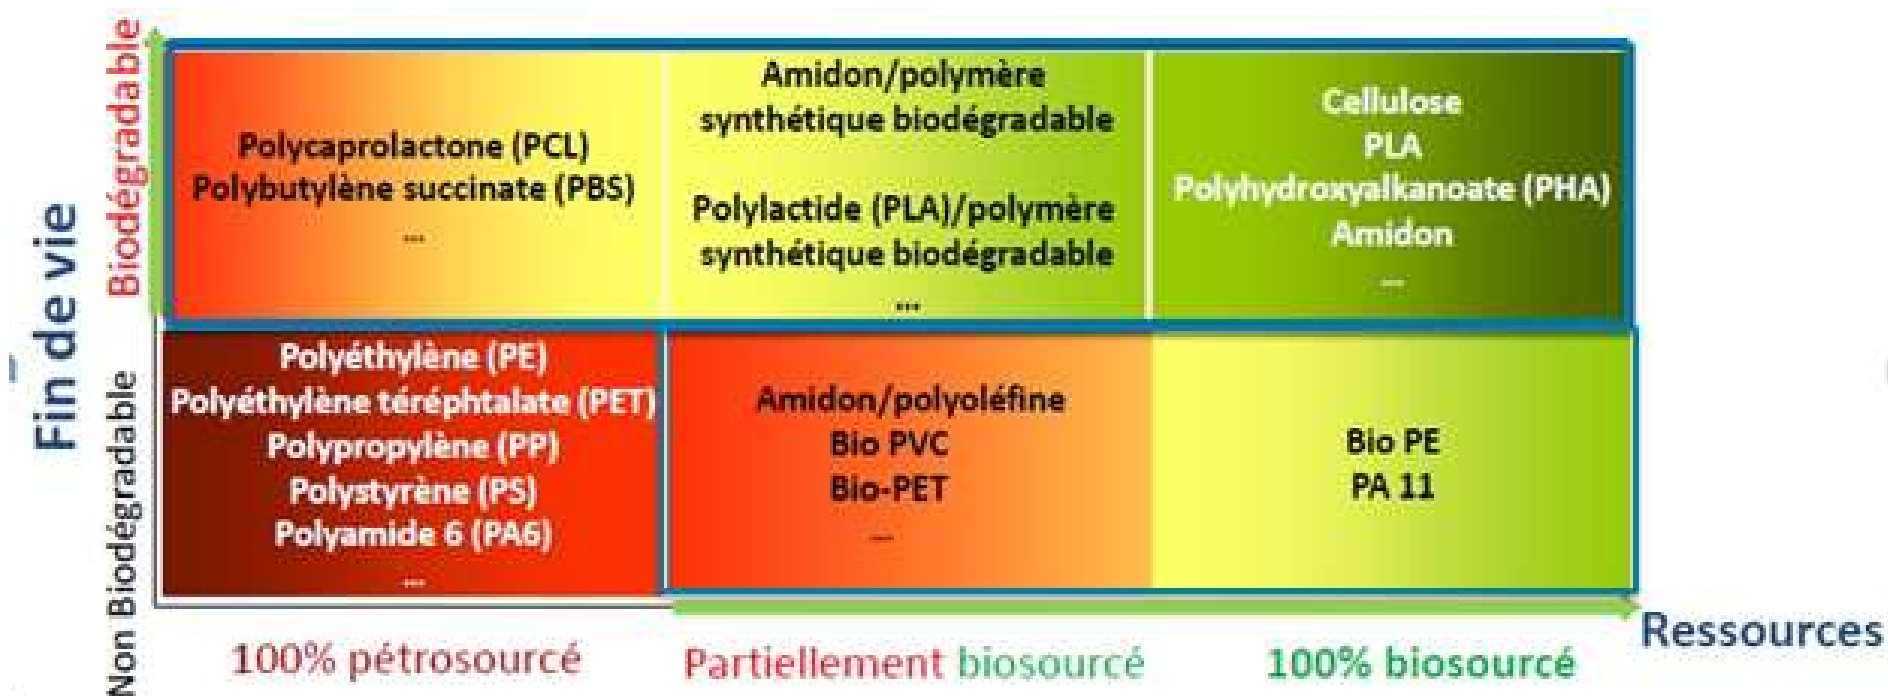 Fin de vie
Biodégradable
Polycaprolactone (PCL)
Polybutylène succinate (PBS)
...
Amidon/polymère
synthétique biodégradable
Polylactide (PLA)/polymère
synthétique biodégradable
...
Cellulose
PLA
Polyhydroxyalkanoate (PHA)
Amidon
...
Non Biodégradable
Polyéthylène (PE)
Polyéthylène téréphtalate (PET)
Polypropylène (PP)
Polystyrène (PS)
Polyamide 6 (PA6)
...
Amidon/polyoléfine
Bio PVC
Bio-PET
...
Bio PE
PA 11
Ressources
100% pétrosourcé
Partiellement biosourcé
100% biosourcé